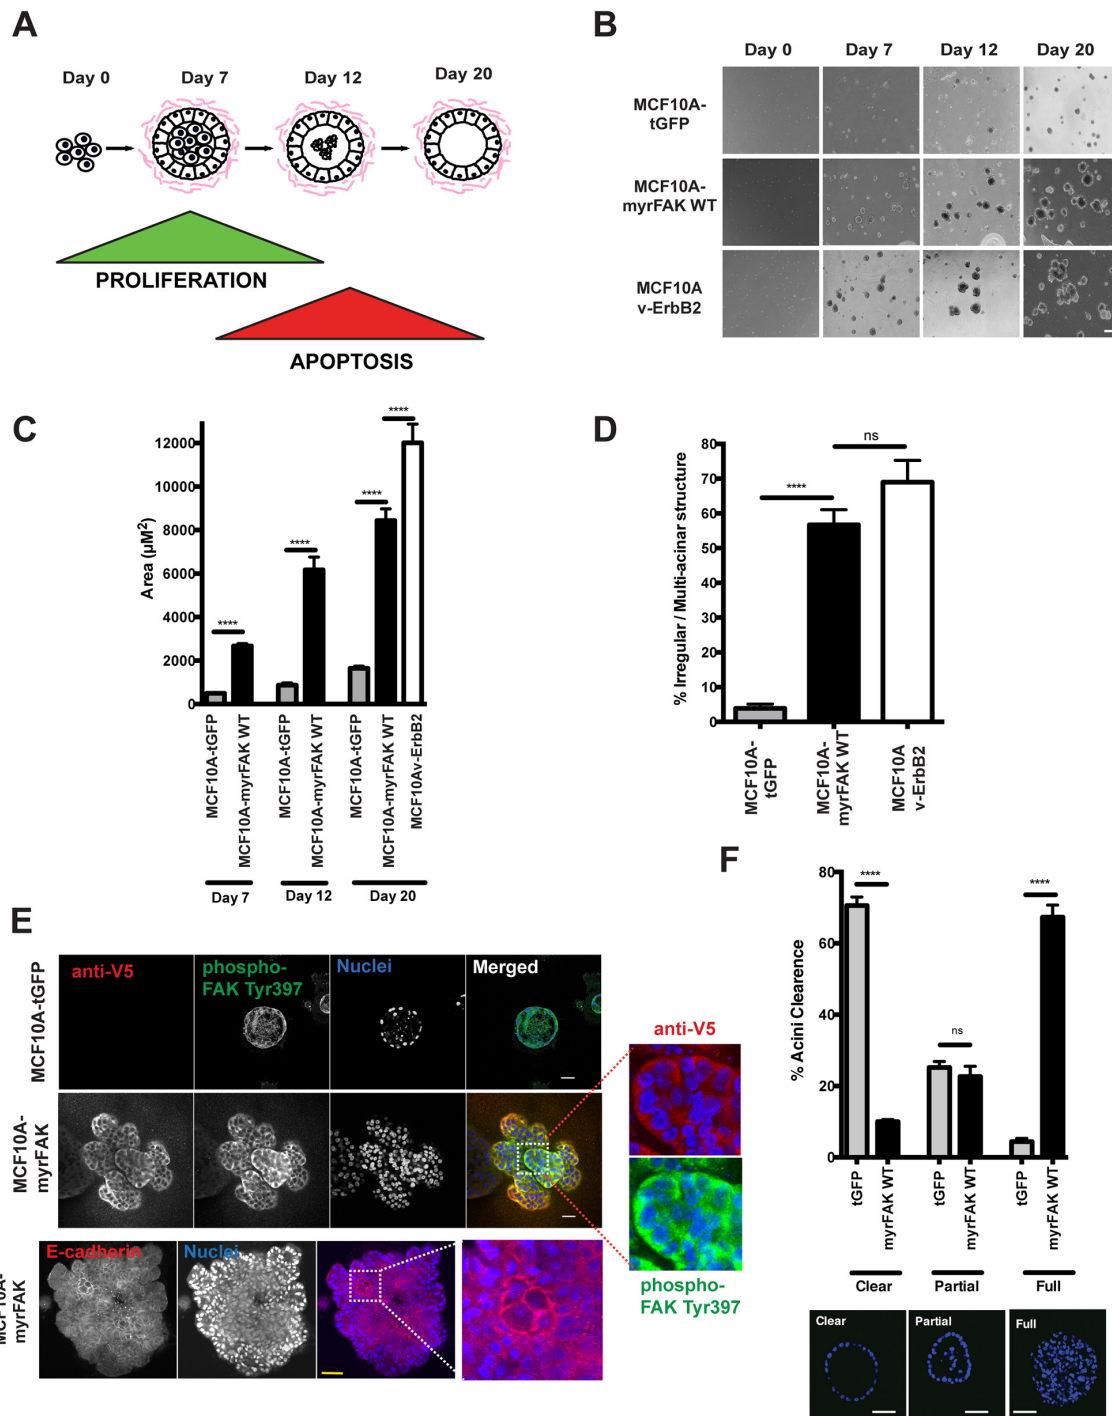 A
Day 0
Day 7
Day 12
Day 20
PROLIFERATION
APOPTOSIS
B
Day 0
Day 7
Day 12
Day 20
MCF10A-
tGFP
MCF10A-
myrFAK WT
MCF10A
v-ErbB2
C
Area (µM²)
12000
10000
8000
6000
4000
2000
0
****
****
****
****
MCF10A-tGFP
MCF10A-myrFAK WT
MCF10A-tGFP
MCF10A-myrFAK WT
MCF10A-tGFP
MCF10A-myrFAK WT
MCF10Av-ErbB2
Day 7
Day 12
Day 20
D
% Irregular / Multi-acinar structure
80
70
60
50
40
30
20
10
0
****
ns
MCF10A-
tGFP
MCF10A-
myrFAK WT
MCF10A
v-ErbB2
E
MCF10A-tGFP
anti-V5
phospho-
FAK Tyr397
Nuclei
Merged
MCF10A-
myrFAK
anti-V5
phospho-
FAK Tyr397
MCF10A-
myrFAK
E-cadherin
Nuclei
F
% Acini Clearence
80
60
40
20
0
****
ns
****
tGFP
myrFAK WT
tGFP
myrFAK WT
tGFP
myrFAK WT
Clear
Partial
Full
Clear
Partial
Full